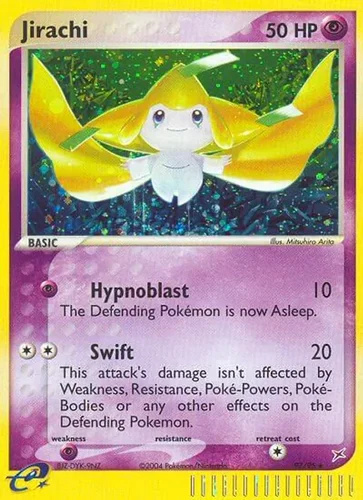 Jirachi
50 HP
BASIC
Illus. Mitsuhiro Arita
Hypnoblast 10
The Defending Pokémon is now Asleep.
Swift 20
This attack's damage isn't affected by
Weakness, Resistance, Poké-Powers, Poké-
Bodies or any other effects on the
Defending Pokémon.
weakness resistance retreat cost
©2004 Pokémon/Nintendo
e